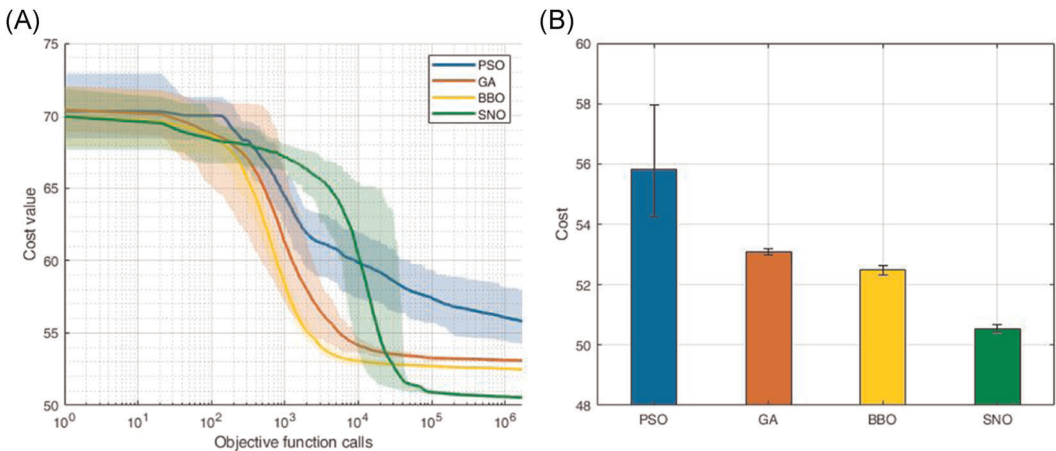 (A)
75
70
65
60
55
50
Cost value
10^0 10^1 10^2 10^3 10^4 10^5 10^6
Objective function calls
PSO
GA
BBO
SNO
(B)
60
58
56
54
52
50
48
Cost
PSO GA BBO SNO